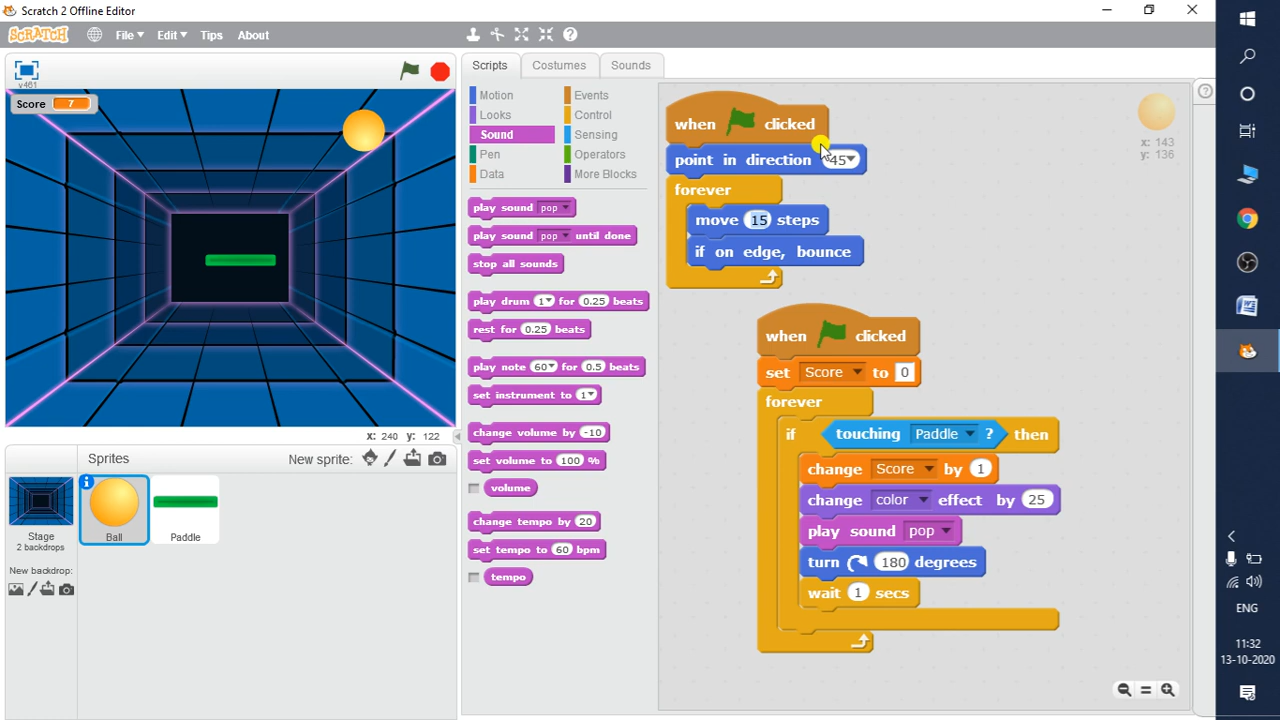 Scratch 2 Offline Editor
SCRATCH File Edit Tips About
v461
Score 7
x: 240 y: 122
Sprites New sprite:
Stage
2 backdrops
New backdrop:
Ball
Paddle
Scripts Costumes Sounds
Motion Events
Looks Control
Sound Sensing
Pen Operators
Data More Blocks
play sound pop
play sound pop until done
stop all sounds
play drum 1 for 0.25 beats
rest for 0.25 beats
play note 60 for 0.5 beats
set instrument to 1
change volume by -10
set volume to 100 %
volume
change tempo by 20
set tempo to 60 bpm
tempo
when clicked
point in direction 45
forever
move 15 steps
if on edge, bounce
x: 143
y: 136
when clicked
set Score to 0
forever
if touching Paddle ? then
change Score by 1
change color effect by 25
play sound pop
turn 180 degrees
wait 1 secs
ENG
11:32
13-10-2020